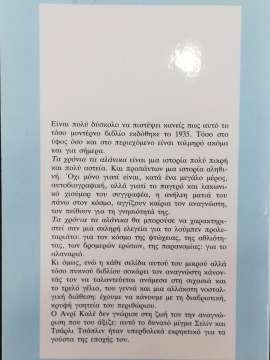 Είναι πολύ δύσκολο να πιστέψει κανείς πως αυτό το
τόσο μοντέρνο βιβλίο εκδόθηκε το 1935. Τόσο στο
ύφος όσο και στο περιεχόμενο είναι τολμηρό ακόμα
και για σήμερα.
Τα χρόνια τα αλάνικα είναι μια ιστορία πολύ πικρή
και πολύ αστεία. Και προπάντων μια ιστορία αληθι-
νή. Όχι μόνο γιατί είναι, κατά ένα μεγάλο μέρος,
αυτοβιογραφική, αλλά γιατί το παγερό και λακωνι-
κό χιούμορ του συγγραφέα, η ανήλεη ματιά του
πάνω στον κόσμο, αγγίζουν καίρια τον αναγνώστη,
τον πείθουν για τη γνησιότητά της.
Τα χρόνια τα αλάνικα θα μπορούσε να χαρακτηρι-
στεί σαν μια σκληρή ελεγεία για το λούμπεν προλε-
ταριάτο: για τον κόσμο της φτώχειας, της αθλιότη-
τας, των βρομερών ερώτων, της παρανομίας· για το
αλαναριό.
Κι όμως, ενώ η κάθε σελίδα αυτού του μικρού αλλά
τόσο πυκνού βιβλίου σοκάρει τον αναγνώστη κάνον-
τάς τον να ταλαντεύεται ανάμεσα στη σιχασιά και
το τρελό γέλιο, του γεννά και μια αλλόκοτη νοσταλ-
γική διάθεση: έχουμε να κάνουμε με τη διαβρωτική,
κρυφή γοητεία του περιθωρίου.
Ο Ανρί Καλέ δεν γνώρισε στη ζωή του την αναγνώ-
ριση που του άξιζε: αυτό το δυνατό μίγμα Σελίν και
Τσάρλι Τσάπλιν ήταν υπερβολικά εκρηκτικό για τα
γούστα της εποχής του.